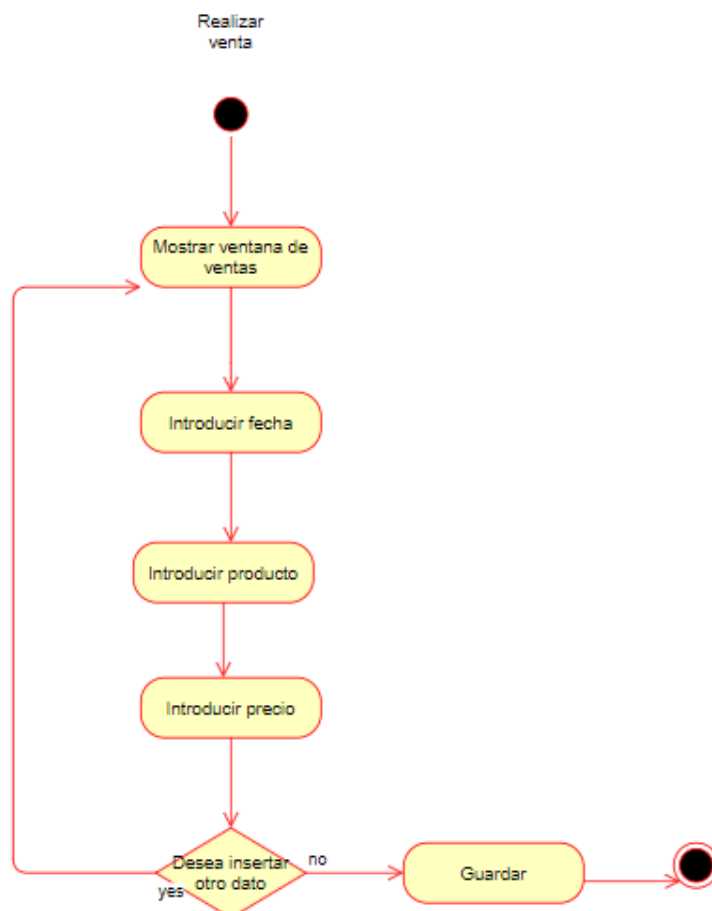 Realizar
venta
Mostrar ventana de
ventas
Introducir fecha
Introducir producto
Introducir precio
Desea insertar
otro dato
yes
no
Guardar